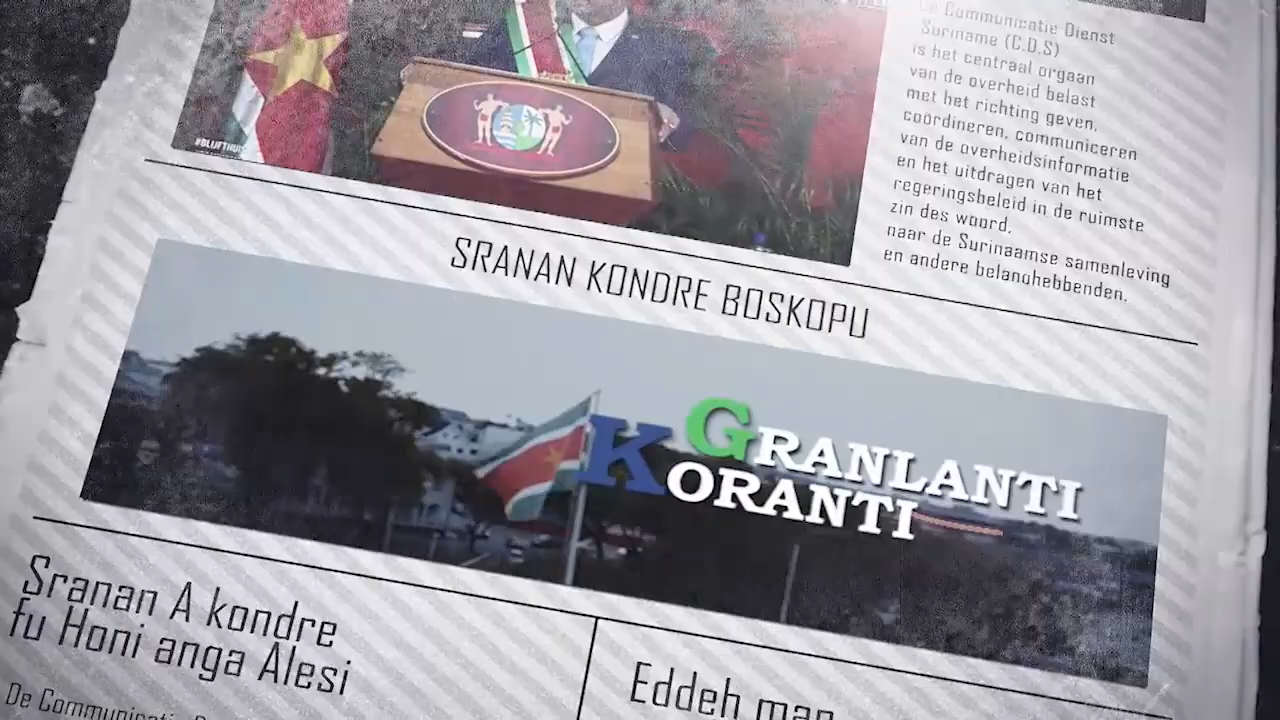 De Communicatie Dienst
Suriname (C.D.S)
is het centraal orgaan
van de overheid belast
met het richting geven,
coördineren, communiceren
van de overheidsinformatie
en het uitdragen van het
regeringsbeleid in de ruimste
zin des woord,
naar de Surinaamse samenleving
en andere belanghebbenden.
SRANAN KONDRE BOSKOPU
GRANLANTI
KORANTI
Sranan A kondre
fu Honi anga Alesi
De Communicatie
Eddeh man